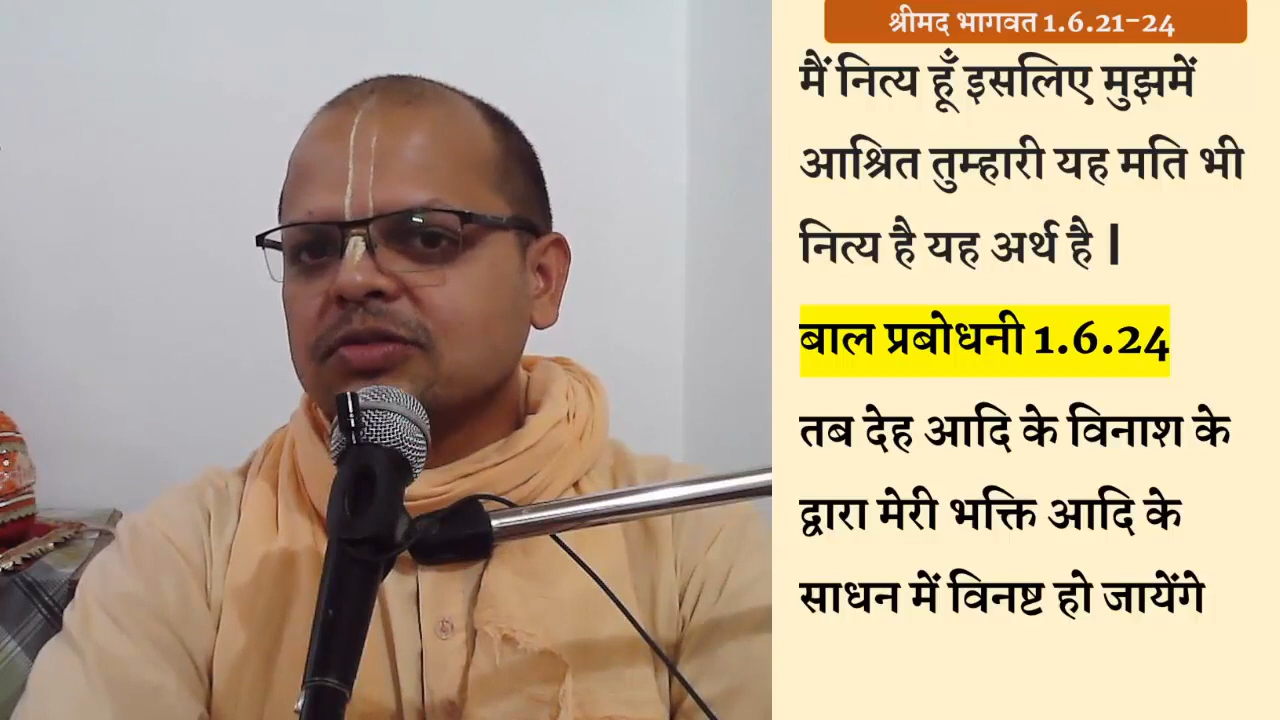 श्रीमद भागवत 1.6.21-24
मैं नित्य हूँ इसलिए मुझमें
आश्रित तुम्हारी यह मति भी
नित्य है यह अर्थ है |
बाल प्रबोधनी 1.6.24
तब देह आदि के विनाश के
द्वारा मेरी भक्ति आदि के
साधन में विनष्ट हो जायेंगे